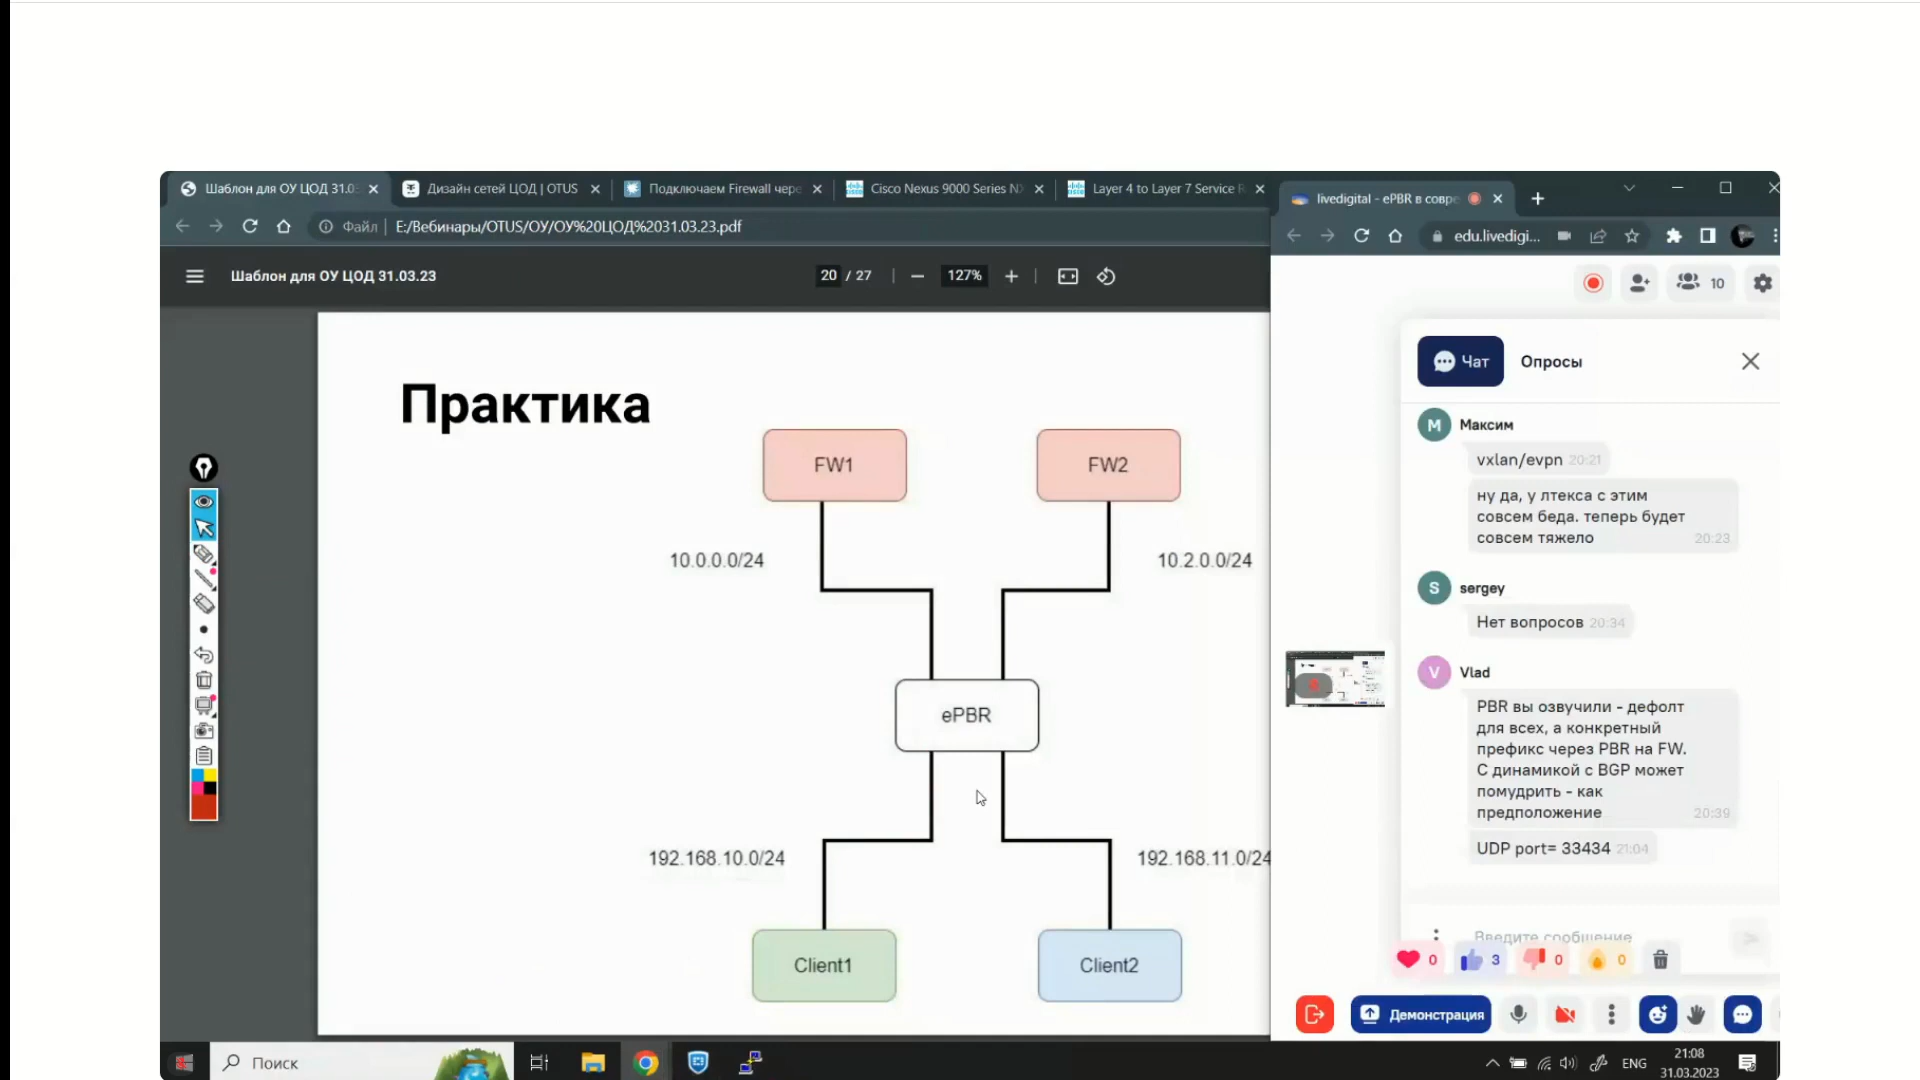 Шаблон для ОУ ЦОД 31.0
Дизайн сетей ЦОД | OTUS
Подключаем Firewall чере
Cisco Nexus 9000 Series N
Layer 4 to Layer 7 Service R
livedigital - ePBR в совре
Файл
E:/Вебинары/OTUS/ОУ/ОУ%20ЦОД%2031.03.23.pdf
edu.livedigi...
Шаблон для ОУ ЦОД 31.03.23
20 / 27
127%
10
Чат
Опросы
Практика
FW1
FW2
10.0.0.0/24
10.2.0.0/24
ePBR
192.168.10.0/24
192.168.11.0/24
Client1
Client2
M
Максим
vxlan/evpn 20:21
ну да, у лтекса с этим
совсем беда. теперь будет
совсем тяжело
20:23
S
sergey
Нет вопросов 20:34
V
Vlad
PBR вы озвучили - дефолт
для всех, а конкретный
префикс через PBR на FW.
С динамикой с BGP может
помудрить - как
предположение
20:39
UDP port= 33434 21:04
Введите сообщение
0
3
0
0
Демонстрация
Поиск
ENG
21:08
31.03.2023